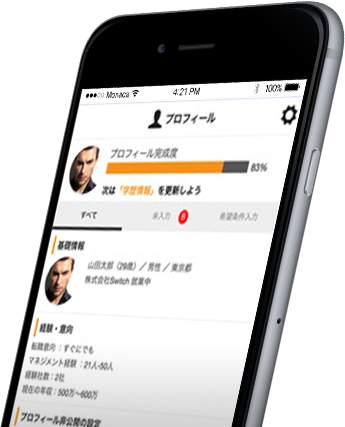 Monaca 4:21 PM 100%
プロフィール
プロフィール完成度
83%
次は「学歴情報」を更新しよう
すべて 未入力 8 希望条件入力
基礎情報
山田太郎（29歳）／男性／東京都
株式会社Switch 就業中
経験・意向
転職意向：すぐにでも
マネジメント経験：21人-50人
経験社数：2社
現在の年収：500万～600万
プロフィール非公開の設定